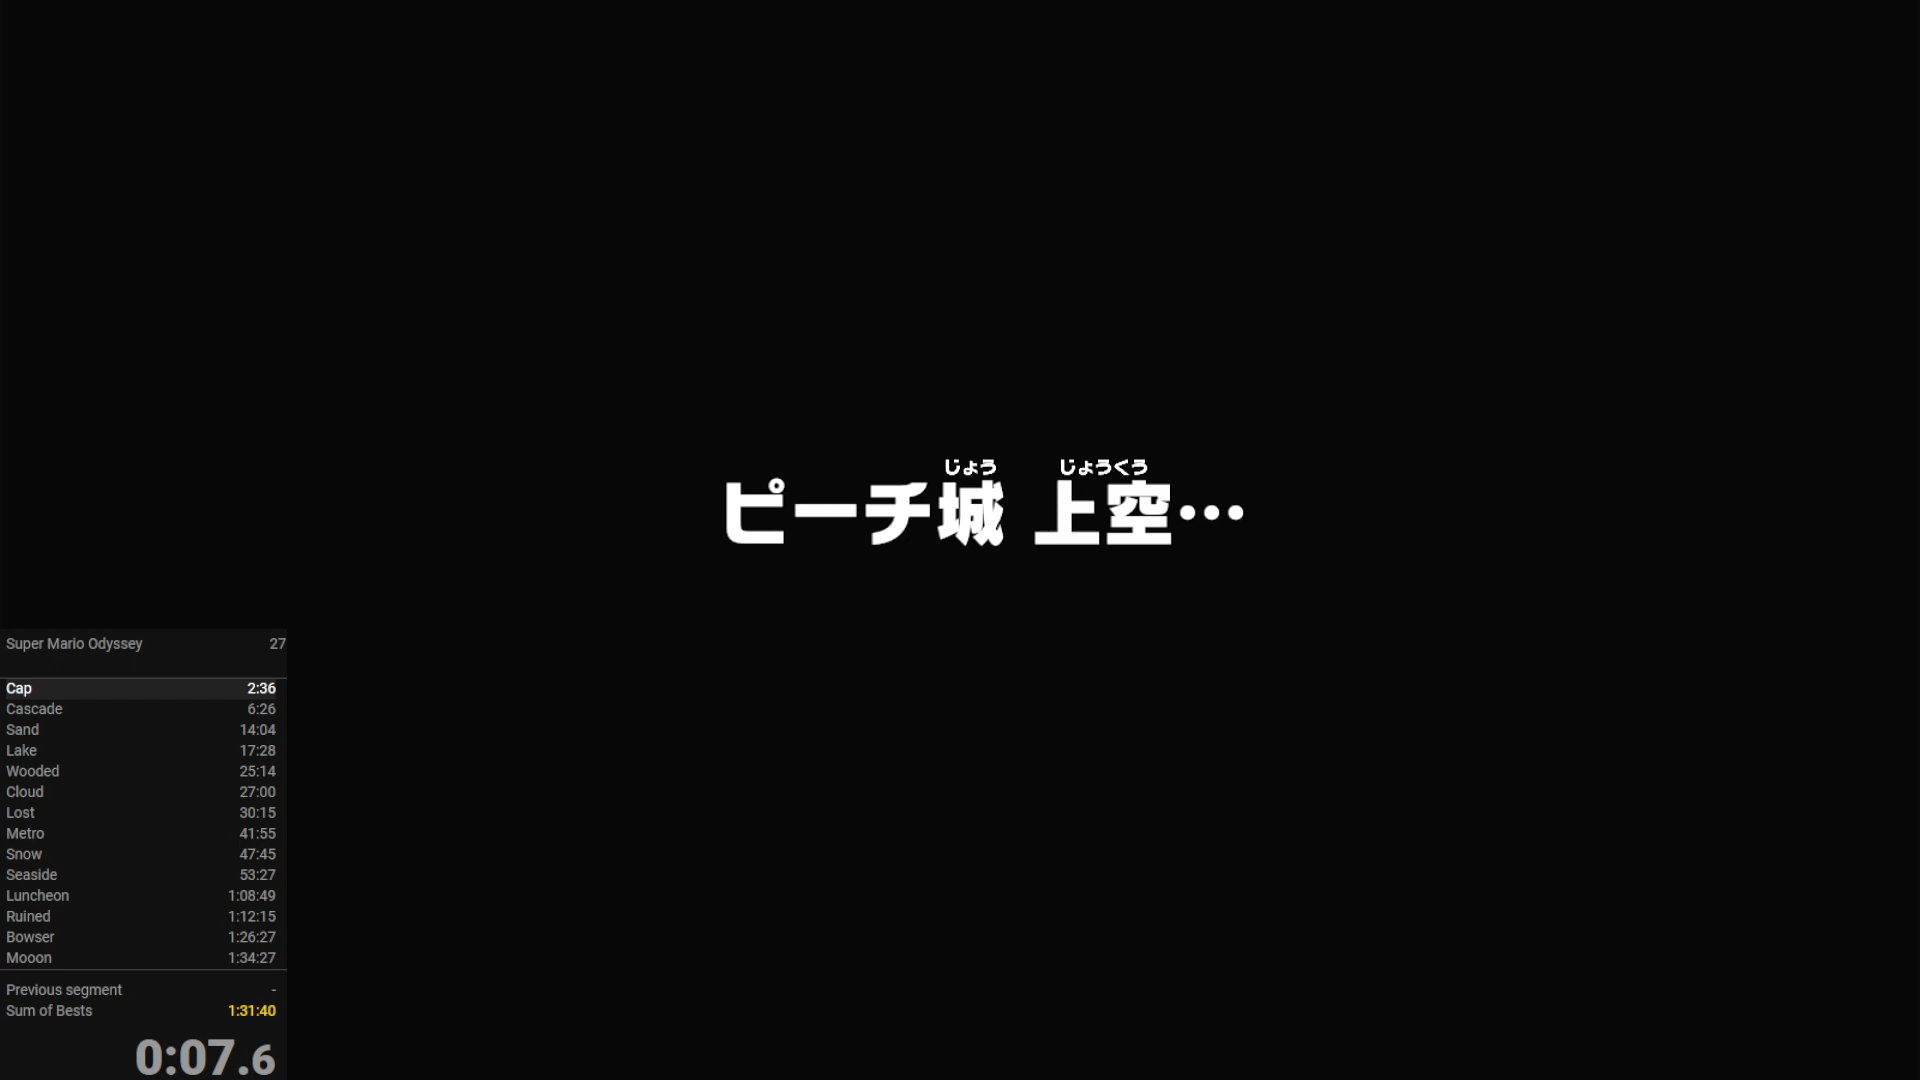 じょう じょうくう
ピーチ城 上空…
Super Mario Odyssey 27
Cap 2:36
Cascade 6:26
Sand 14:04
Lake 17:28
Wooded 25:14
Cloud 27:00
Lost 30:15
Metro 41:55
Snow 47:45
Seaside 53:27
Luncheon 1:08:49
Ruined 1:12:15
Bowser 1:26:27
Mooon 1:34:27
Previous segment -
Sum of Bests 1:31:40
0:07.6